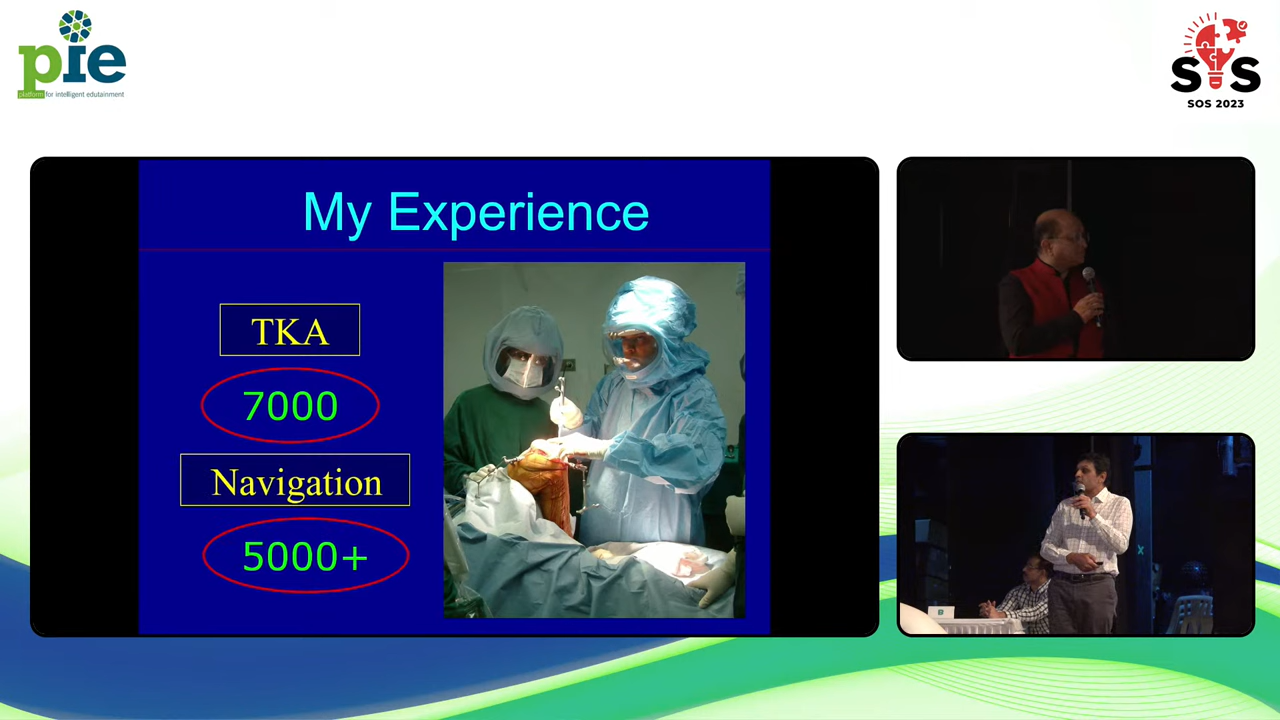 pie
platform for intelligent edutainment
SOS
SOS 2023
My Experience
TKA
7000
Navigation
5000+